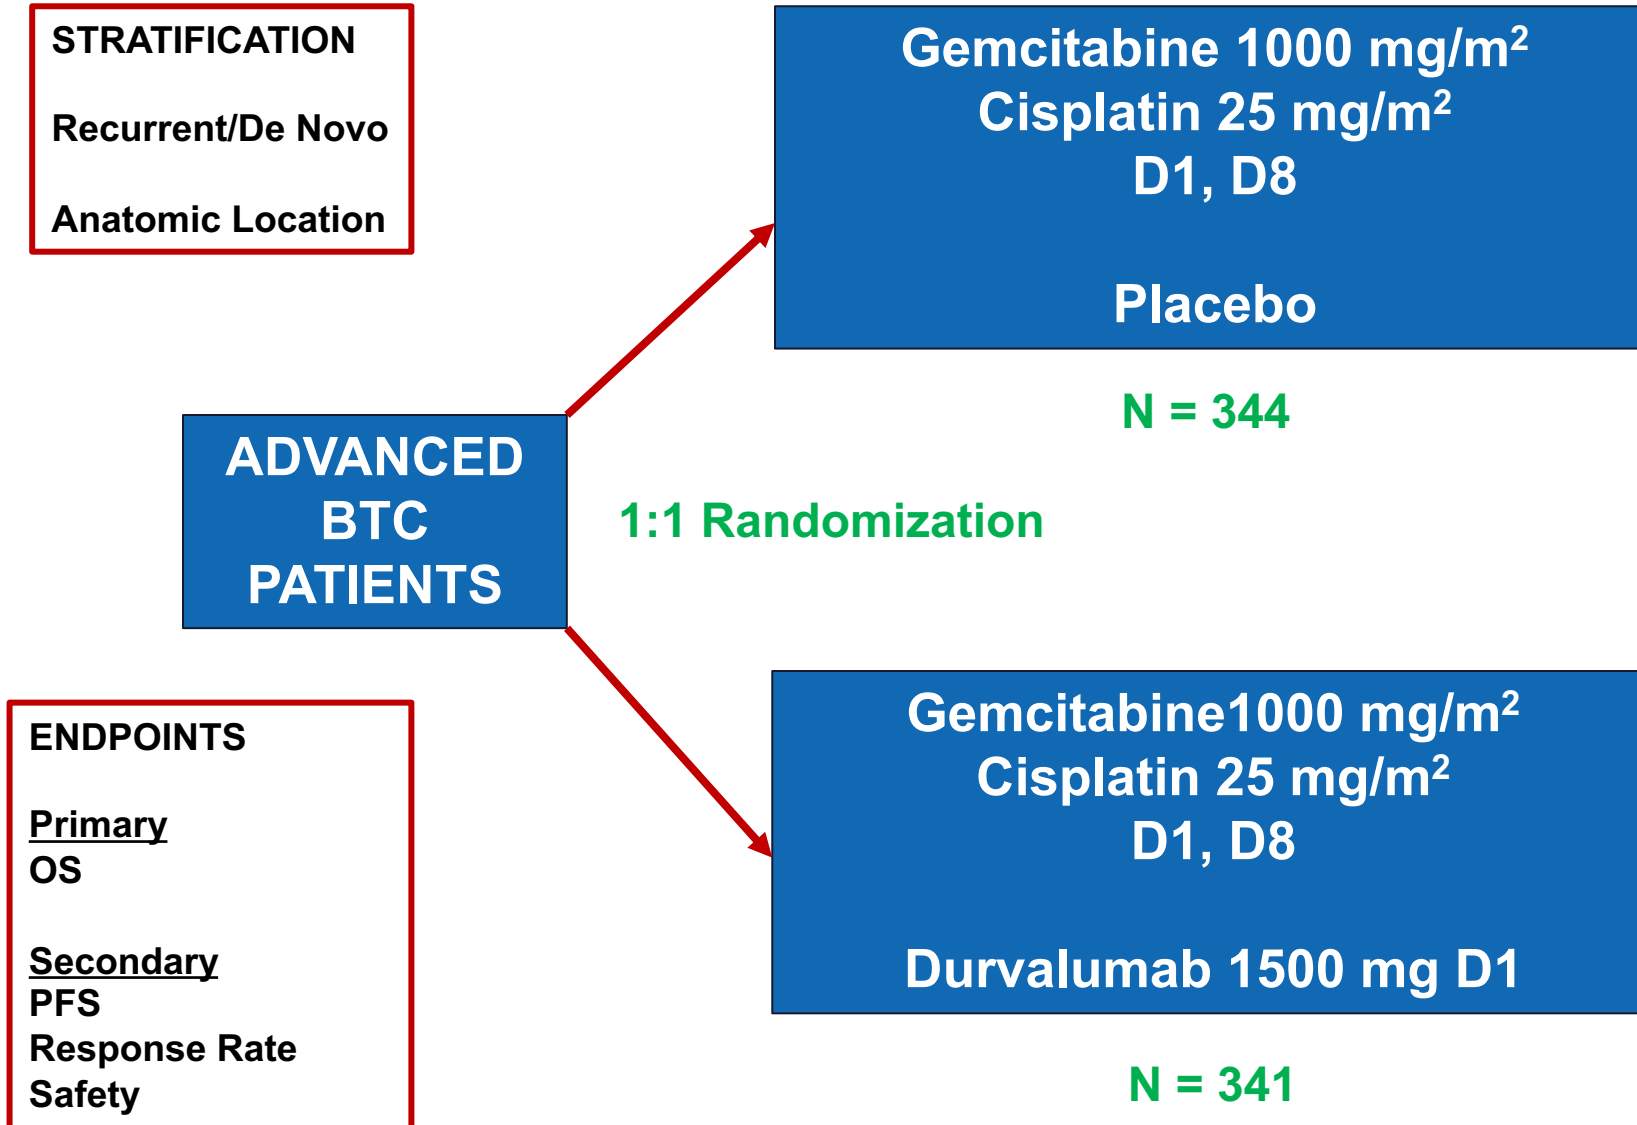 STRATIFICATION
Recurrent/De Novo
Anatomic Location
Gemcitabine 1000 mg/m²
Cisplatin 25 mg/m²
D1, D8
Placebo
N = 344
ADVANCED
BTC
PATIENTS
1:1 Randomization
ENDPOINTS
Primary
OS
Secondary
PFS
Response Rate
Safety
Gemcitabine1000 mg/m²
Cisplatin 25 mg/m²
D1, D8
Durvalumab 1500 mg D1
N = 341